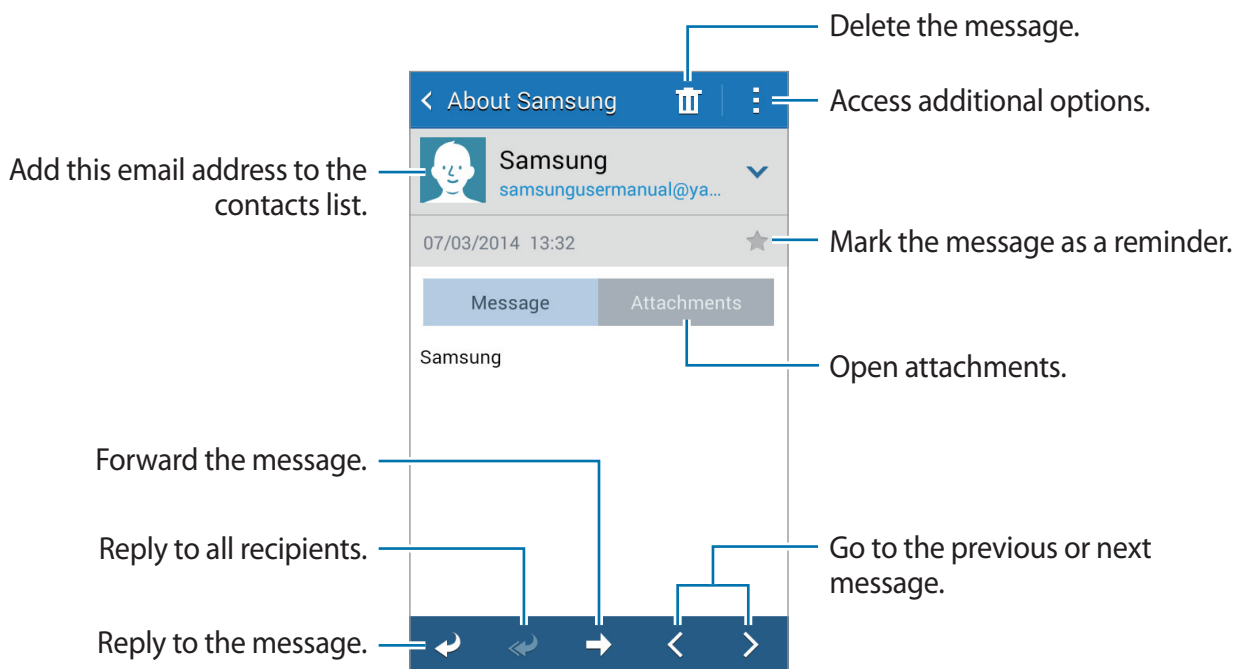 Delete the message.
About Samsung
Access additional options.
Add this email address to the
contacts list.
Samsung
samsungusermanual@ya...
07/03/2014 13:32
Mark the message as a reminder.
Message
Attachments
Samsung
Open attachments.
Forward the message.
Reply to all recipients.
Go to the previous or next
message.
Reply to the message.